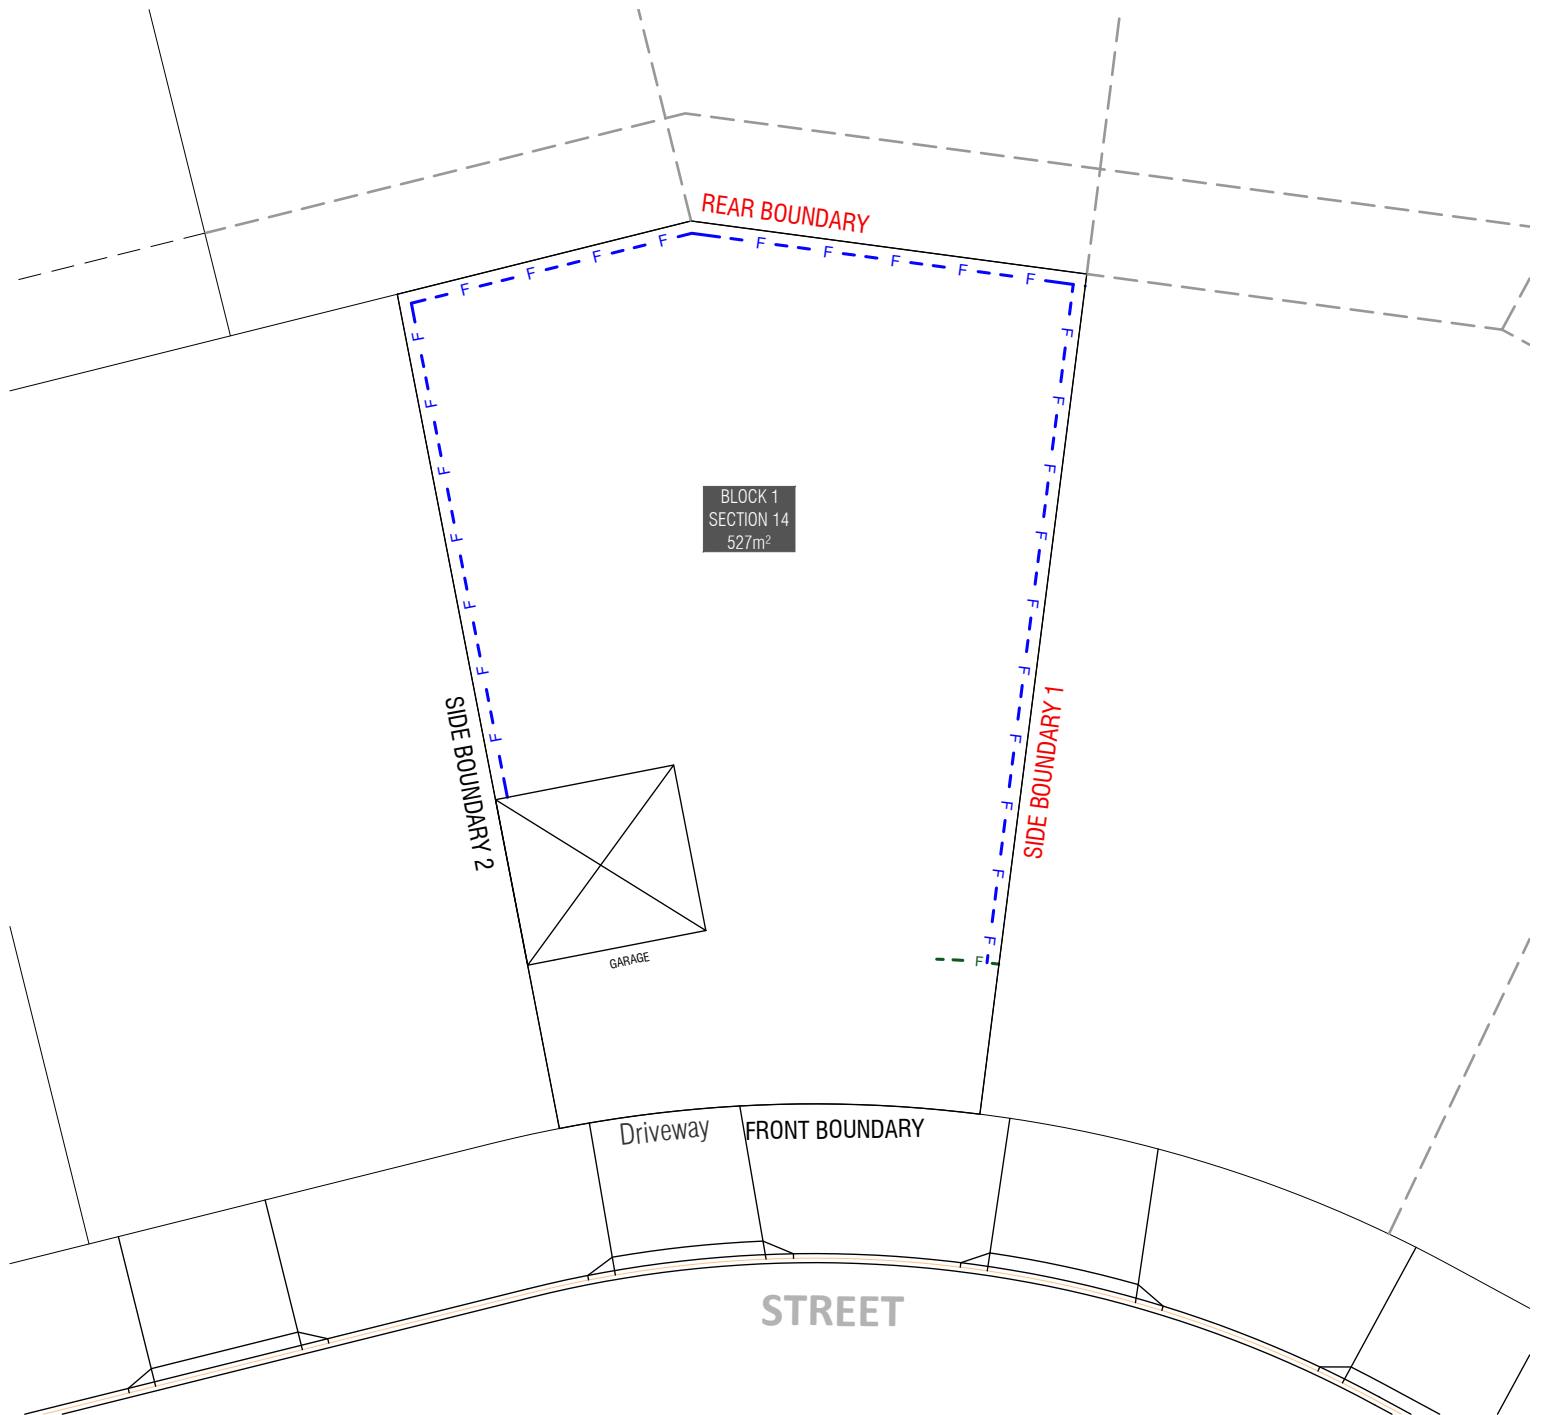 REAR BOUNDARY
F F F F F F F F F
F F F F F F F
F F F F F F F F F F
BLOCK 1
SECTION 14
527m²
SIDE BOUNDARY 2
SIDE BOUNDARY 1
GARAGE
F
Driveway
FRONT BOUNDARY
STREET